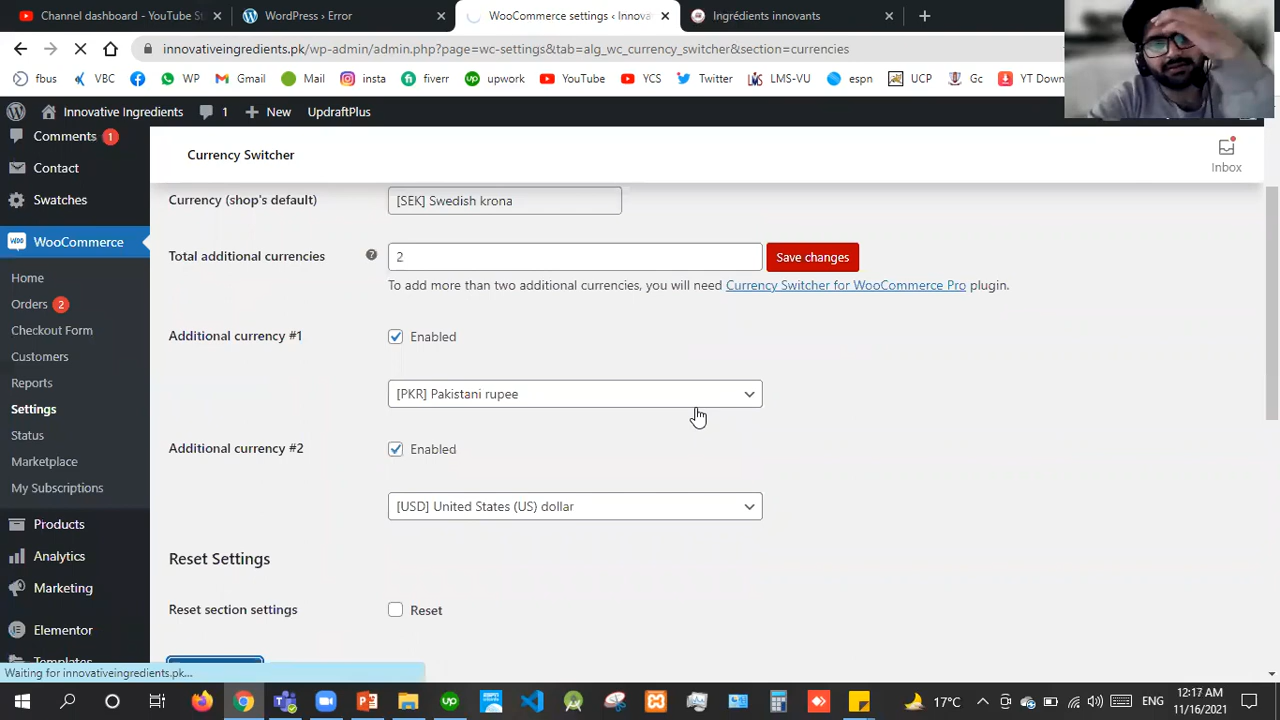 Channel dashboard - YouTube St
WordPress › Error
WooCommerce settings ‹ Innova
Ingrédients innovants
innovativeingredients.pk/wp-admin/admin.php?page=wc-settings&tab=alg_wc_currency_switcher&section=currencies
fbus
VBC
WP
Gmail
Mail
insta
fiverr
upwork
YouTube
YCS
Twitter
LMS-VU
espn
UCP
Gc
YT Down
Innovative Ingredients
1
New
UpdraftPlus
Comments 1
Contact
Swatches
WooCommerce
Home
Orders 2
Checkout Form
Customers
Reports
Settings
Status
Marketplace
My Subscriptions
Products
Analytics
Marketing
Elementor
Currency Switcher
Inbox
Currency (shop's default)
[SEK] Swedish krona
Total additional currencies
2
Save changes
To add more than two additional currencies, you will need Currency Switcher for WooCommerce Pro plugin.
Additional currency #1
Enabled
[PKR] Pakistani rupee
Additional currency #2
Enabled
[USD] United States (US) dollar
Reset Settings
Reset section settings
Reset
Waiting for innovativeingredients.pk...
17°C
ENG
12:17 AM
11/16/2021